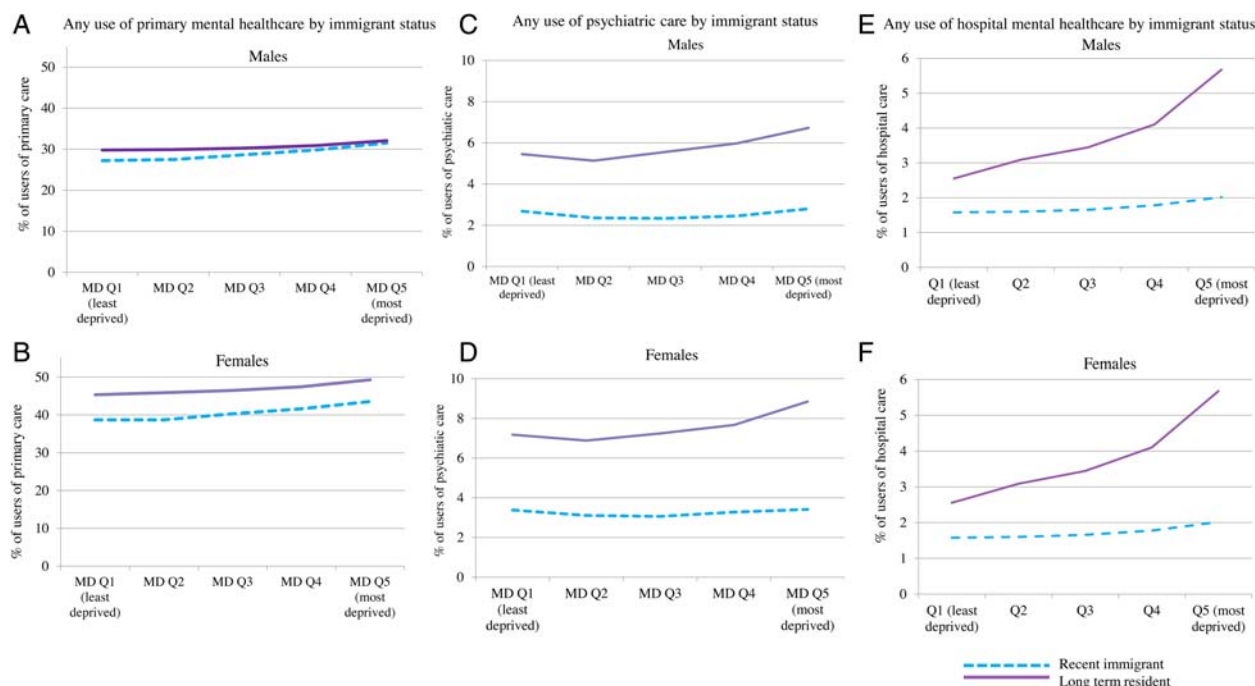 A
Any use of primary mental healthcare by immigrant status
Males
% of users of primary care
50
40
30
20
10
0
MD Q1 MD Q2 MD Q3 MD Q4 MD Q5
(least (most
deprived) deprived)
B
Females
% of users of primary care
50
40
30
20
10
0
MD Q1 MD Q2 MD Q3 MD Q4 MD Q5
(least (most
deprived) deprived)
C
Any use of psychiatric care by immigrant status
Males
% of users of psychiatric care
10
8
6
4
2
0
MD Q1 (least MD Q2 MD Q3 MD Q4 MD Q5 (most
deprived) deprived)
D
Females
% of users of psychiatric care
10
8
6
4
2
0
MD Q1 MD Q2 MD Q3 MD Q4 MD Q5
(least (most
deprived) deprived)
E
Any use of hospital mental healthcare by immigrant status
Males
% of users of hospital care
6
5
4
3
2
1
0
Q1 (least Q2 Q3 Q4 Q5 (most
deprived) deprived)
F
Females
% of users of hospital care
6
5
4
3
2
1
0
Q1 (least Q2 Q3 Q4 Q5 (most
deprived) deprived)
Recent immigrant
Long term resident